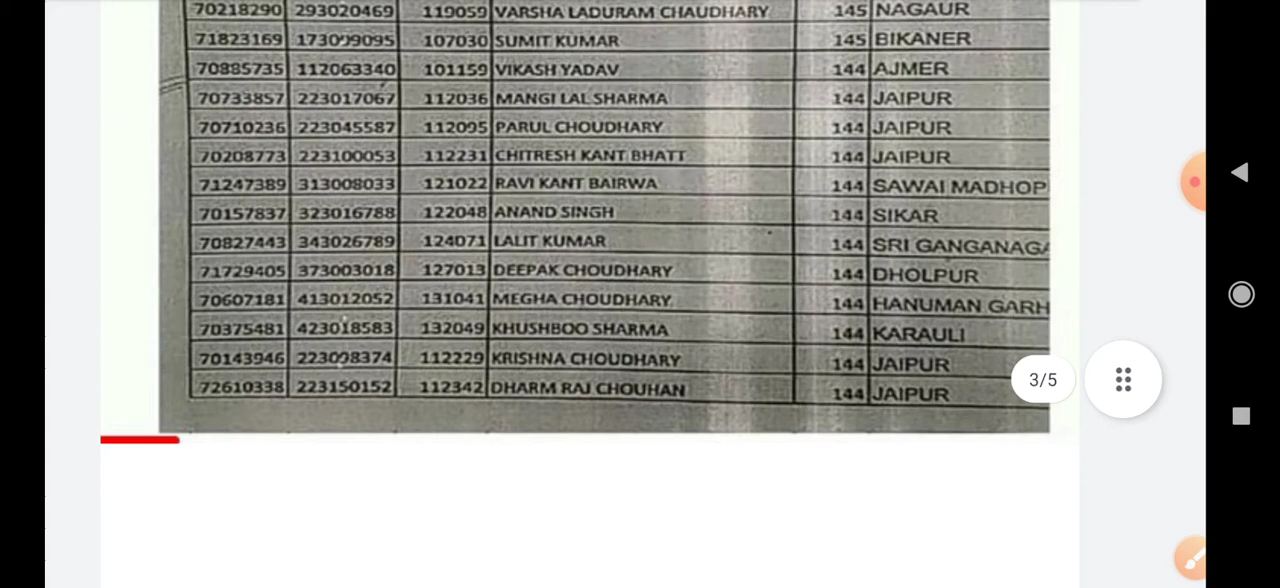 70218290 293020469 119059 VARSHA LADURAM CHAUDHARY 145 NAGAUR
71823169 173099095 107030 SUMIT KUMAR 145 BIKANER
70885735 112063340 101159 VIKASH YADAV 144 AJMER
70733857 223017067 112036 MANGI LAL SHARMA 144 JAIPUR
70710236 223045587 112095 PARUL CHOUDHARY 144 JAIPUR
70208773 223100053 112231 CHITRESH KANT BHATT 144 JAIPUR
71247389 313008033 121022 RAVI KANT BAIRWA 144 SAWAI MADHOP
70157837 323016788 122048 ANAND SINGH 144 SIKAR
70827443 343026789 124071 LALIT KUMAR 144 SRI GANGANAGA
71729405 373003018 127013 DEEPAK CHOUDHARY 144 DHOLPUR
70607181 413012052 131041 MEGHA CHOUDHARY 144 HANUMAN GARH
70375481 423018583 132049 KHUSHBOO SHARMA 144 KARAULI
70143946 223098374 112229 KRISHNA CHOUDHARY 144 JAIPUR
72610338 223150152 112342 DHARM RAJ CHOUHAN 144 JAIPUR
3/5